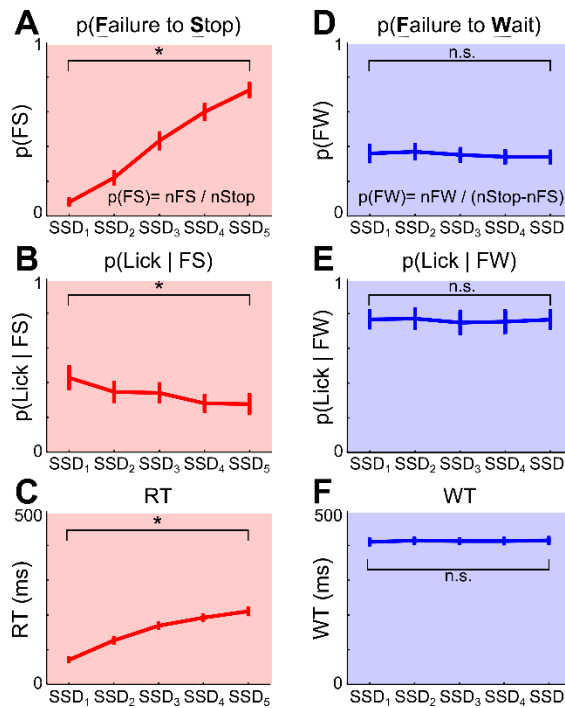 A
p(Failure to Stop)
1
*
p(FS)
p(FS)= nFS / nStop
0
SSD₁ SSD₂ SSD₃ SSD₄ SSD₅
B
p(Lick | FS)
1
*
p(Lick | FS)
0
SSD₁ SSD₂ SSD₃ SSD₄ SSD₅
C
RT
500
*
RT (ms)
0
SSD₁ SSD₂ SSD₃ SSD₄ SSD₅
D
p(Failure to Wait)
1
n.s.
p(FW)
p(FW)= nFW / (nStop-nFS)
0
SSD₁ SSD₂ SSD₃ SSD₄ SSD
E
p(Lick | FW)
1
n.s.
p(Lick | FW)
0
SSD₁ SSD₂ SSD₃ SSD₄ SSD
F
WT
500
n.s.
WT (ms)
0
SSD₁ SSD₂ SSD₃ SSD₄ SSD